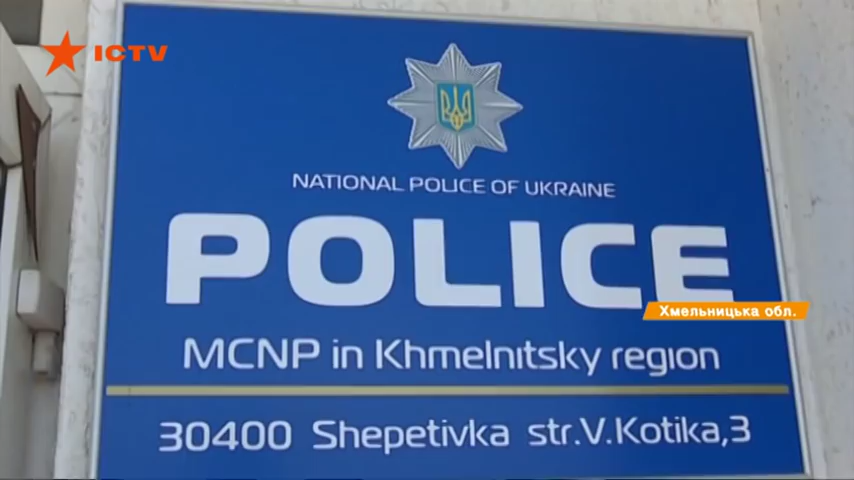 ICTV
NATIONAL POLICE OF UKRAINE
POLICE
Хмельницька обл.
MCNP in Khmelnitsky region
30400 Shepetivka str.V.Kotika,3